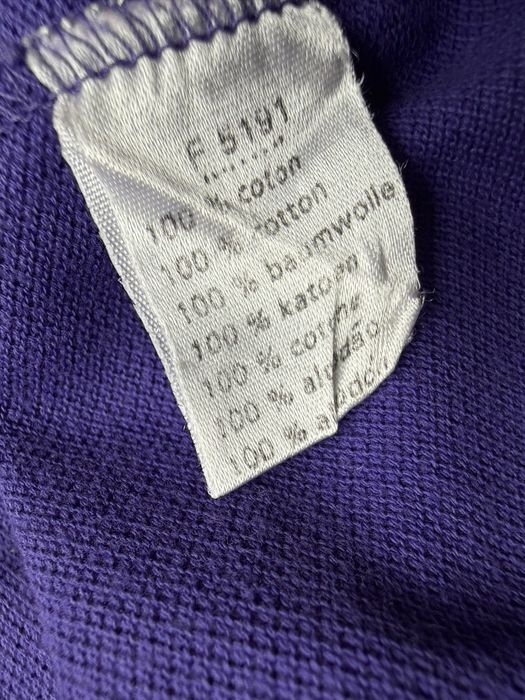 F 5191
100 % coton
100 % cotton
100 % baumwolle
100 % katoen
100 % cotone
100 % algodão
100 % algodón